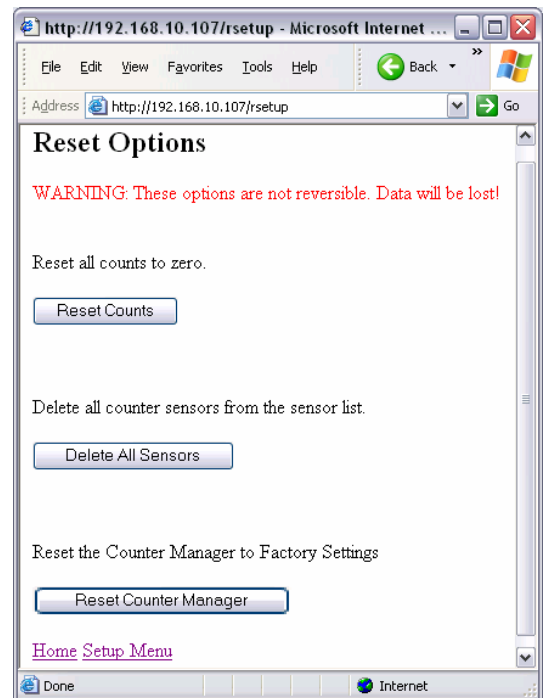 http://192.168.10.107/rsetup - Microsoft Internet ...
File Edit View Favorites Tools Help Back »
Address http://192.168.10.107/rsetup Go
Reset Options
WARNING: These options are not reversible. Data will be lost!
Reset all counts to zero.
Reset Counts
Delete all counter sensors from the sensor list.
Delete All Sensors
Reset the Counter Manager to Factory Settings
Reset Counter Manager
Home Setup Menu
Done Internet